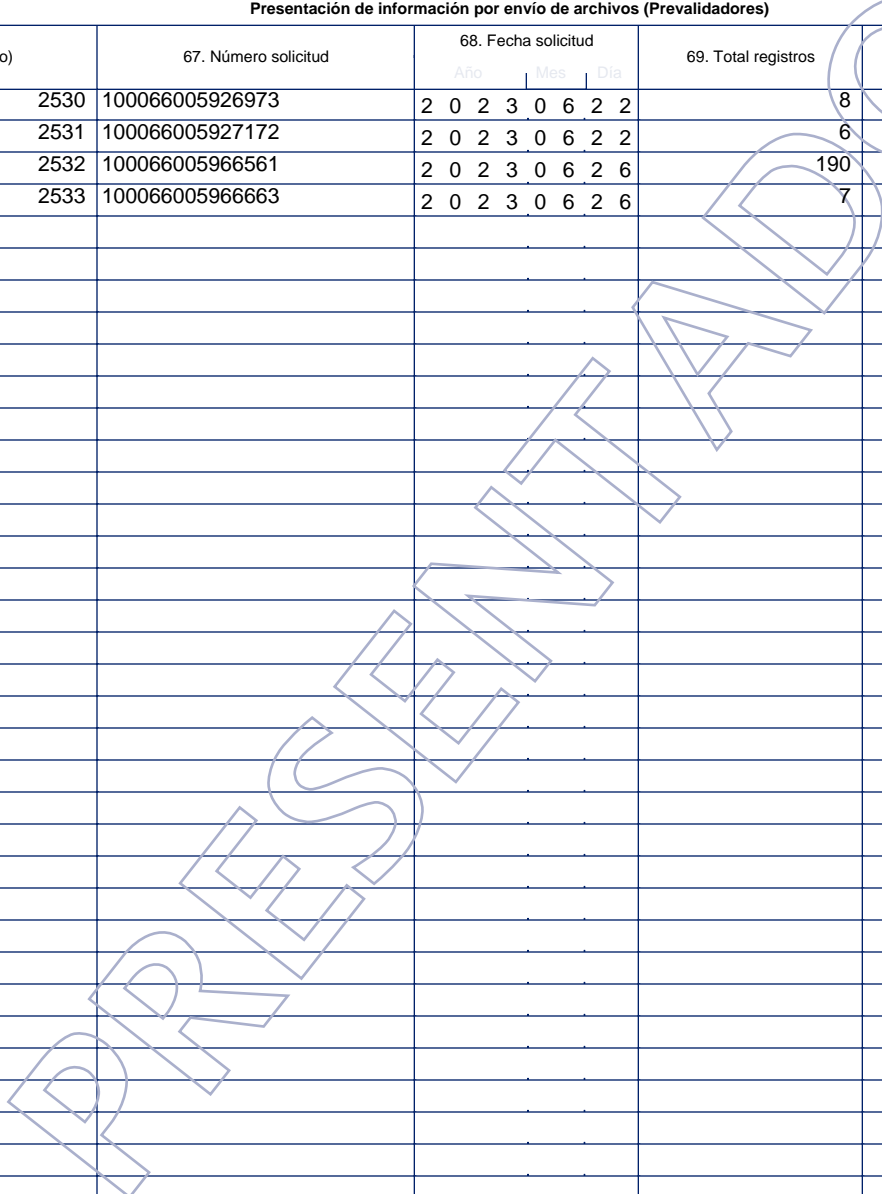 Presentación de información por envío de archivos (Prevalidadores)
o) 67. Número solicitud 68. Fecha solicitud 69. Total registros
Año Mes Día
2530 100066005926973 2 0 2 3 0 6 2 2 8
2531 100066005927172 2 0 2 3 0 6 2 2 6
2532 100066005966561 2 0 2 3 0 6 2 6 190
2533 100066005966663 2 0 2 3 0 6 2 6 7
PRESENTADO